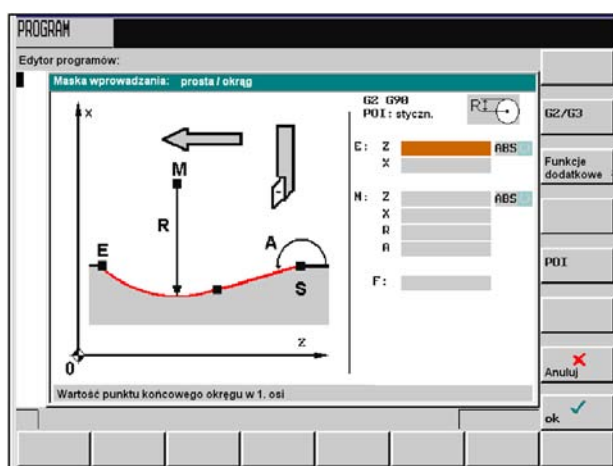 PROGRAM
Edytor programów:
Maska wprowadzania: prosta / okrąg
x
M
R
A
E
S
z
0
G2 G90
POI: styczn.
RI
E: Z ABS
X
M: Z ABS
X
R
A
F:
Wartość punktu końcowego okręgu w 1. osi
G2/G3
Funkcje
dodatkowe
POI
Anuluj
ok